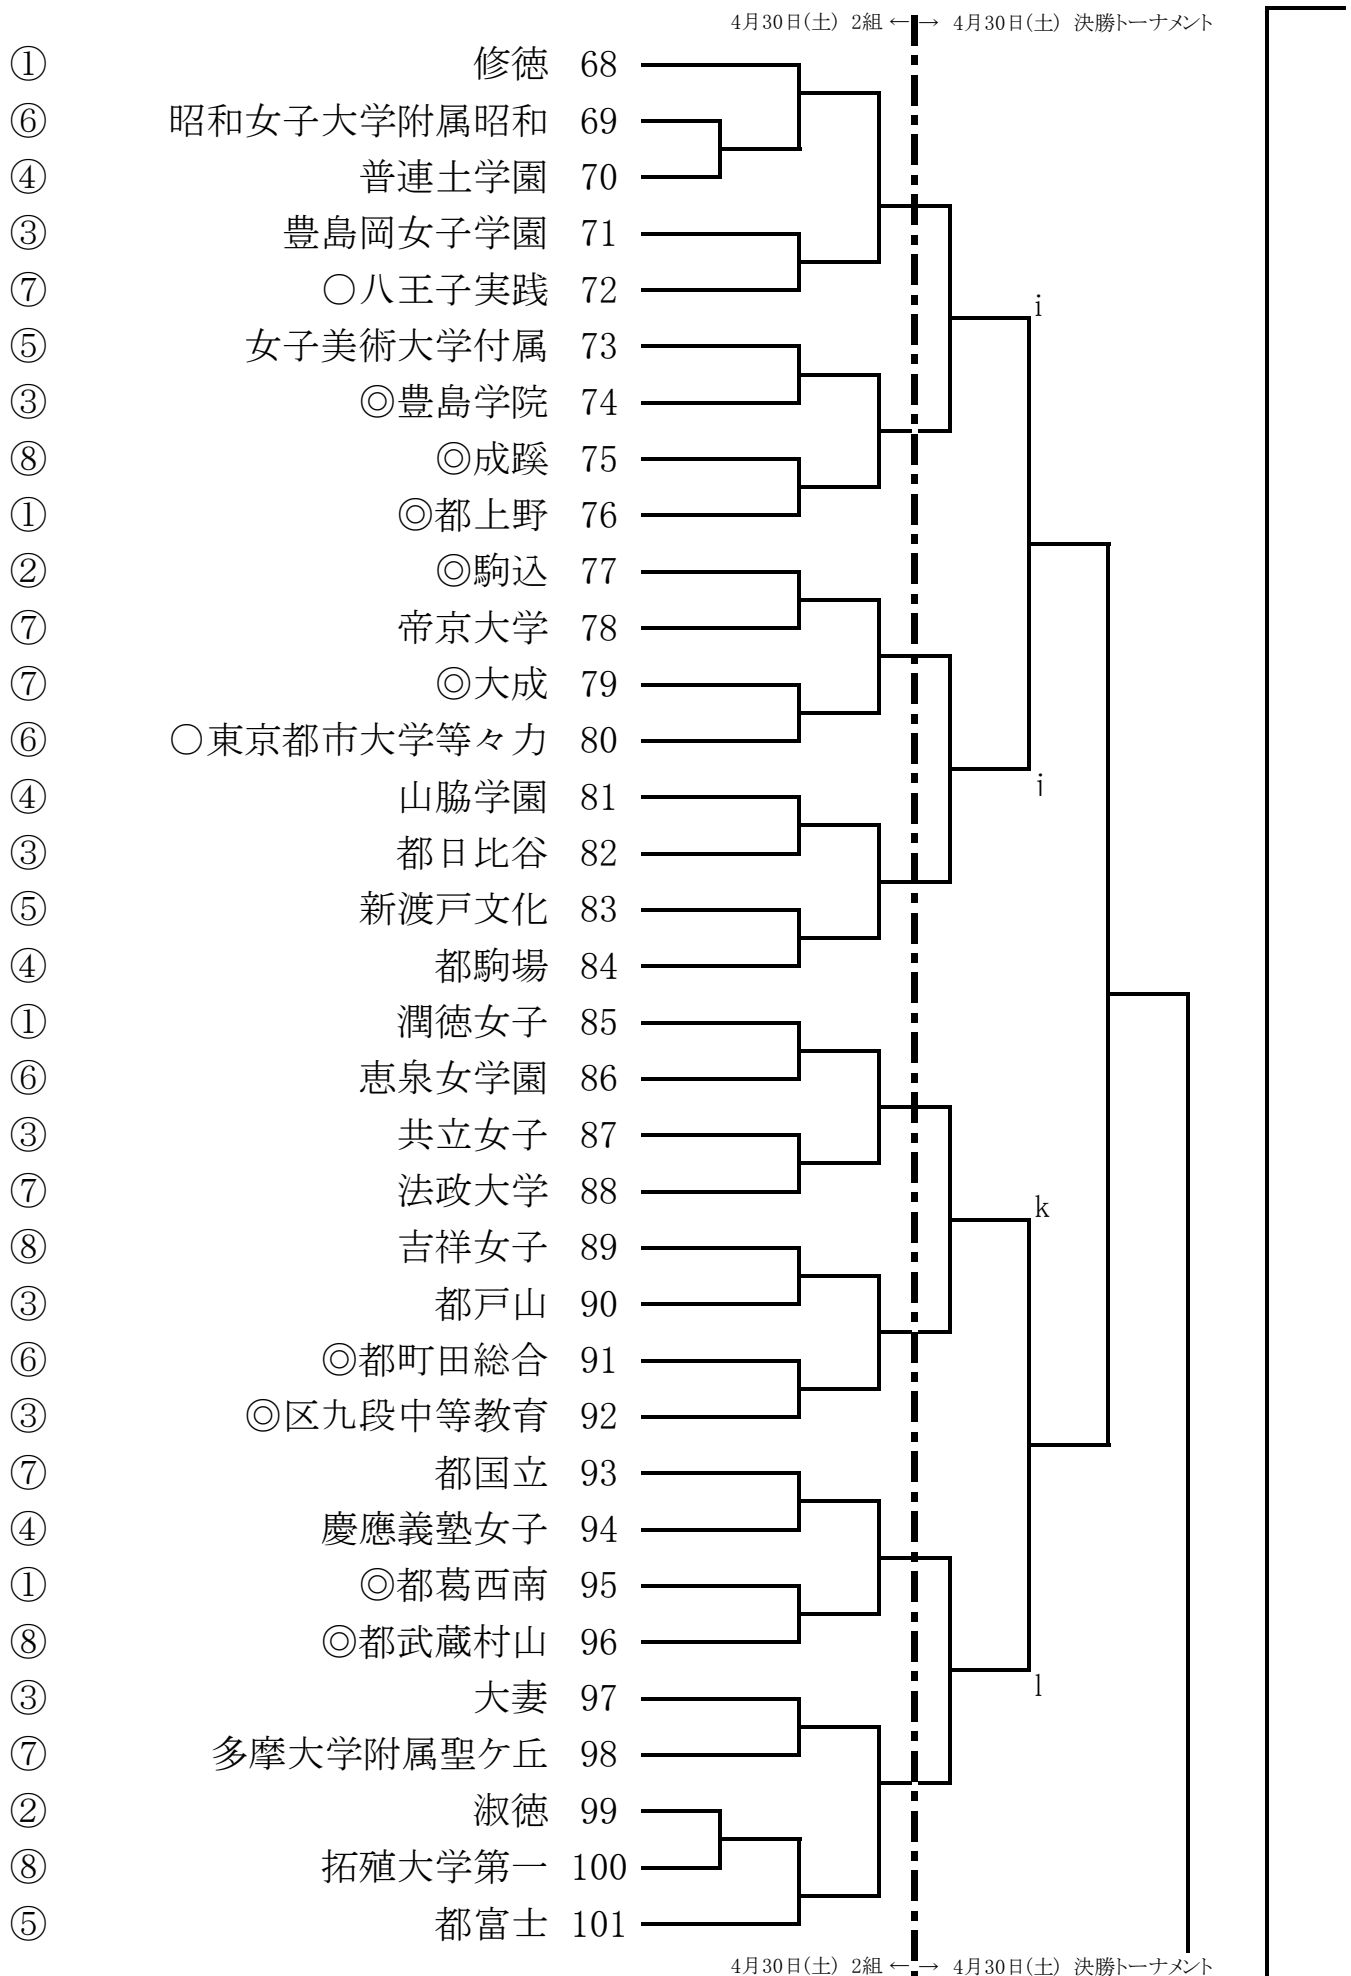 4月30日(土) 2組 ←→ 4月30日(土) 決勝トーナメント
① 修徳 68
⑥ 昭和女子大学附属昭和 69
④ 普連土学園 70
③ 豊島岡女子学園 71
⑦ ○八王子実践 72
i
⑤ 女子美術大学付属 73
③ ◎豊島学院 74
⑧ ◎成蹊 75
① ◎都上野 76
② ◎駒込 77
⑦ 帝京大学 78
⑦ ◎大成 79
⑥ ○東京都市大学等々力 80
j
④ 山脇学園 81
③ 都日比谷 82
⑤ 新渡戸文化 83
④ 都駒場 84
① 潤徳女子 85
⑥ 恵泉女学園 86
③ 共立女子 87
⑦ 法政大学 88
k
⑧ 吉祥女子 89
③ 都戸山 90
⑥ ◎都町田総合 91
③ ◎区九段中等教育 92
⑦ 都国立 93
④ 慶應義塾女子 94
① ◎都葛西南 95
⑧ ◎都武蔵村山 96
l
③ 大妻 97
⑦ 多摩大学附属聖ケ丘 98
② 淑徳 99
⑧ 拓殖大学第一 100
⑤ 都富士 101
4月30日(土) 2組 ←→ 4月30日(土) 決勝トーナメント